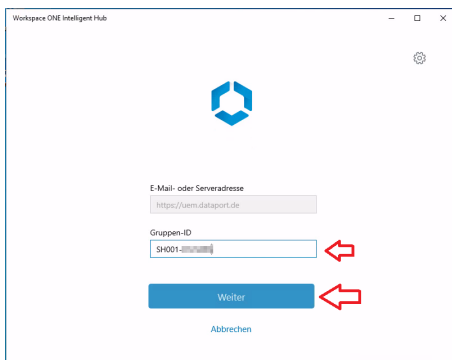 Workspace ONE Intelligent Hub
E-Mail- oder Serveradresse
https://uem.dataport.de
Gruppen-ID
SH001-
Weiter
Abbrechen